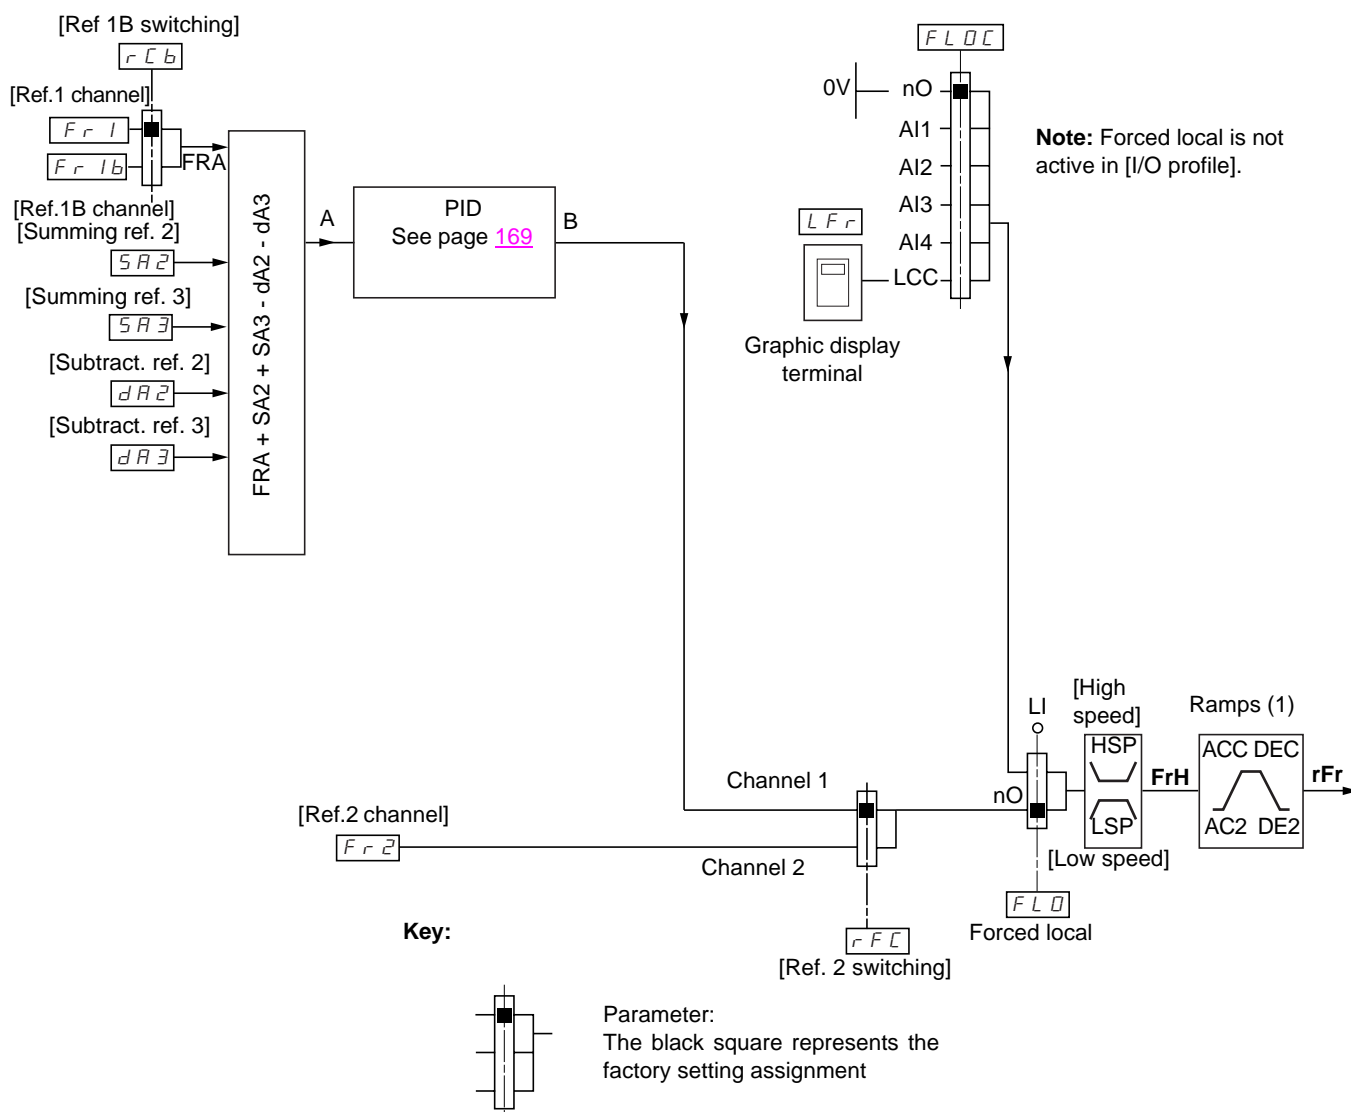 [Ref 1B switching]
rCb
[Ref.1 channel]
Fr1
Fr1b
FRA
[Ref.1B channel]
[Summing ref. 2]
SA2
[Summing ref. 3]
SA3
[Subtract. ref. 2]
dA2
[Subtract. ref. 3]
dA3
FRA + SA2 + SA3 - dA2 - dA3
A
PID
See page 169
B
FLOC
0V
nO
AI1
AI2
AI3
AI4
LCC
LFr
Graphic display
terminal
Note: Forced local is not
active in [I/O profile].
Channel 1
[Ref.2 channel]
Fr2
Channel 2
rFC
[Ref. 2 switching]
LI
nO
FLO
Forced local
[High
speed]
HSP
LSP
[Low speed]
FrH
Ramps (1)
ACC DEC
AC2 DE2
rFr
Key:
Parameter:
The black square represents the
factory setting assignment